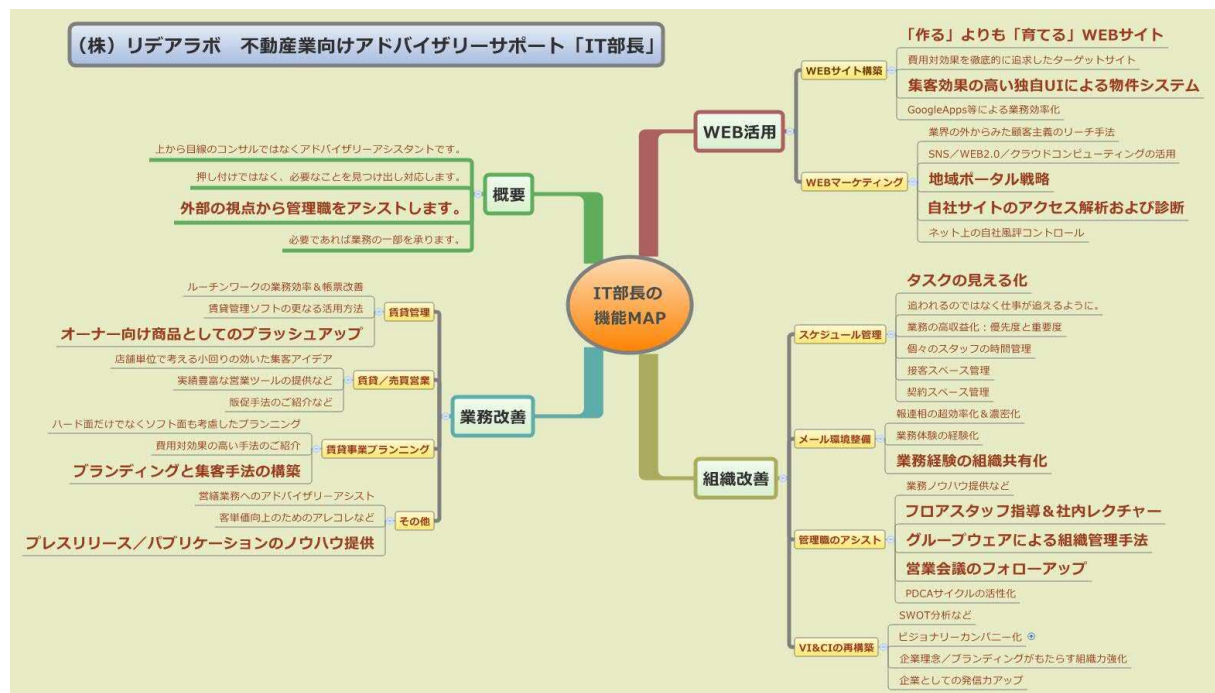 （株）リデアラボ　不動産業向けアドバイザリーサポート「IT部長」
IT部長の
機能MAP
概要
上から目線のコンサルではなくアドバイザリーアシスタントです。
押し付けではなく、必要なことを見つけ出し対応します。
外部の視点から管理職をアシストします。
必要であれば業務の一部を承ります。
業務改善
賃貸管理
ルーチンワークの業務効率＆帳票改善
賃貸管理ソフトの更なる活用方法
オーナー向け商品としてのブラッシュアップ
賃貸／売買営業
店舗単位で考える小回りの効いた集客アイデア
実績豊富な営業ツールの提供など
販促手法のご紹介など
賃貸事業プランニング
ハード面だけでなくソフト面も考慮したプランニング
費用対効果の高い手法のご紹介
ブランディングと集客手法の構築
その他
営繕業務へのアドバイザリーアシスト
客単価向上のためのアレコレなど
プレスリリース／パブリケーションのノウハウ提供
WEB活用
WEBサイト構築
「作る」よりも「育てる」WEBサイト
費用対効果を徹底的に追求したターゲットサイト
集客効果の高い独自UIによる物件システム
GoogleApps等による業務効率化
WEBマーケティング
業界の外からみた顧客主義のリーチ手法
SNS／WEB2.0／クラウドコンピューティングの活用
地域ポータル戦略
自社サイトのアクセス解析および診断
ネット上の自社風評コントロール
組織改善
スケジュール管理
タスクの見える化
追われるのではなく仕事が追えるように。
業務の高収益化：優先度と重要度
個々のスタッフの時間管理
接客スペース管理
契約スペース管理
メール環境整備
報連相の超効率化＆濃密化
業務体験の経験化
業務経験の組織共有化
管理職のアシスト
業務ノウハウ提供など
フロアスタッフ指導＆社内レクチャー
グループウェアによる組織管理手法
営業会議のフォローアップ
PDCAサイクルの活性化
VI&CIの再構築
SWOT分析など
ビジョナリーカンパニー化
企業理念／ブランディングがもたらす組織力強化
企業としての発信力アップ